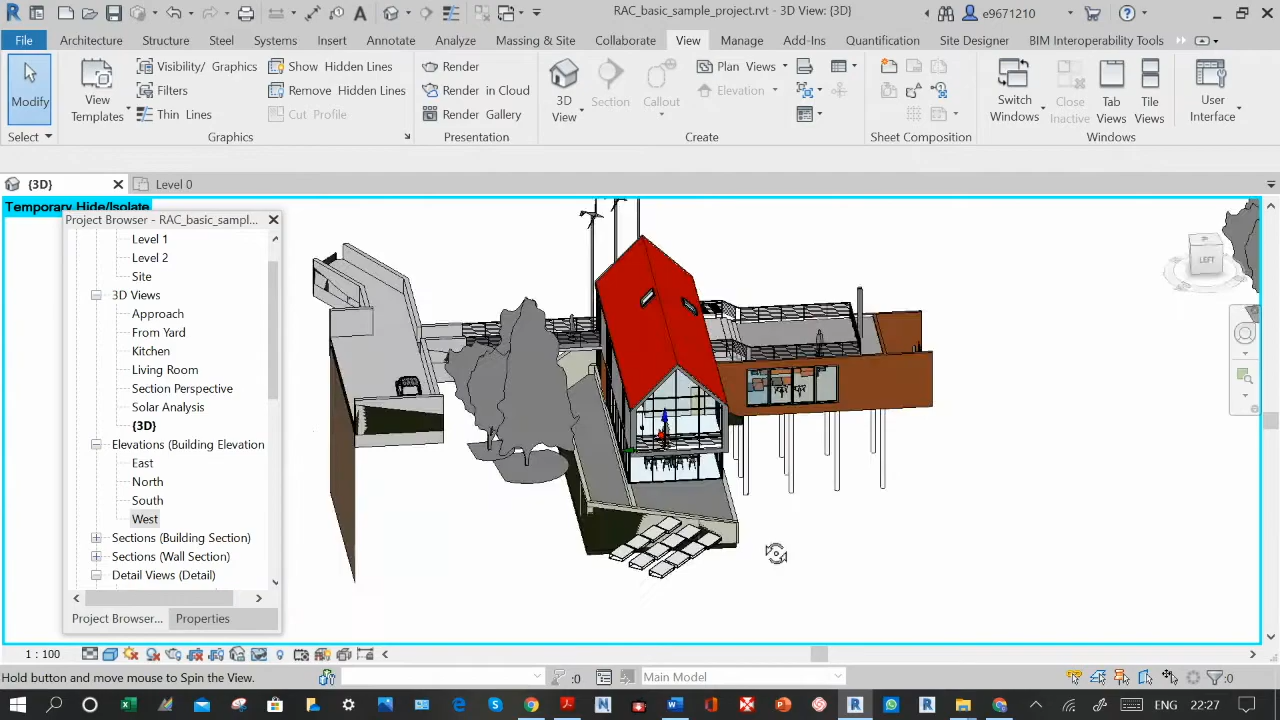 RAC_basic_sample_project.rvt - 3D View: {3D}
e9671210
File Architecture Structure Steel Systems Insert Annotate Analyze Massing & Site Collaborate View Manage Add-Ins Quantification Site Designer BIM Interoperability Tools
Modify
View Templates
Visibility/ Graphics
Filters
Thin Lines
Show Hidden Lines
Remove Hidden Lines
Cut Profile
Render
Render in Cloud
Render Gallery
3D View
Section
Callout
Plan Views
Elevation
Switch Windows
Close Inactive
Tab Views
Tile Views
User Interface
Select Graphics Presentation Create Sheet Composition Windows
{3D} Level 0
Temporary Hide/Isolate
Project Browser - RAC_basic_sampl...
Level 1
Level 2
Site
3D Views
Approach
From Yard
Kitchen
Living Room
Section Perspective
Solar Analysis
{3D}
Elevations (Building Elevation
East
North
South
West
Sections (Building Section)
Sections (Wall Section)
Detail Views (Detail)
Project Browser... Properties
LEFT
1 : 100
Hold button and move mouse to Spin the View.
:0
Main Model
:0
ENG 22:27